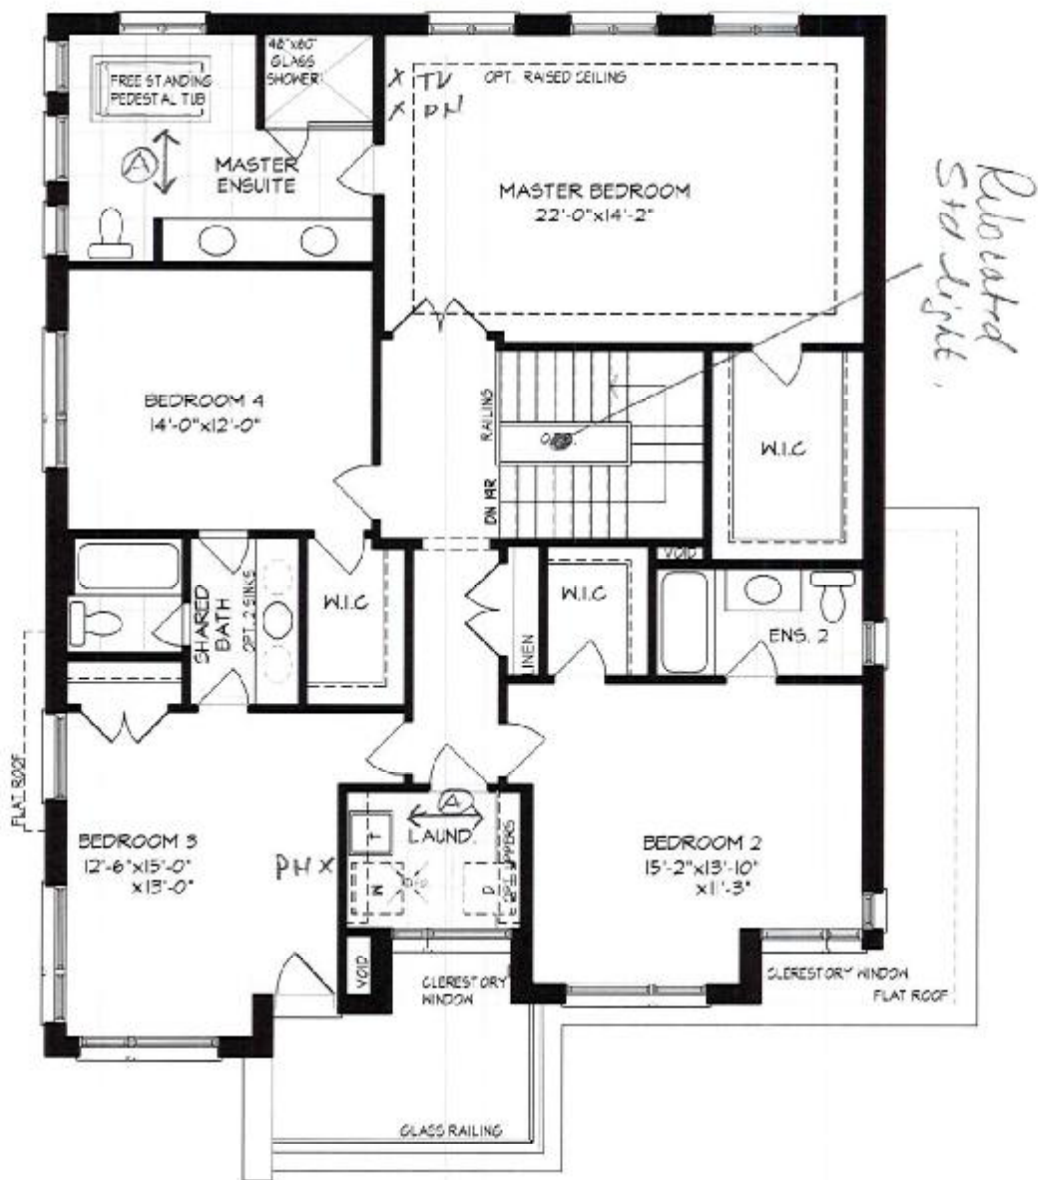 48"x60"
GLASS
SHOWER
FREE STANDING
PEDESTAL TUB
X TV
X PH
OPT. RAISED CEILING
A
MASTER
ENSUITE
MASTER BEDROOM
22'-0"x14'-2"
Relocated
Std light.
BEDROOM 4
14'-0"x12'-0"
RAILING
W.I.C
DN
VOID
SHARED
BATH
OPT. 2 SINKS
W.I.C
LINEN
W.I.C
ENS. 2
FLAT ROOF
BEDROOM 3
12'-6"x15'-0"
x13'-0"
PH X
A
LAUND.
T
W
D
OPT. UPPERS
BEDROOM 2
15'-2"x13'-10"
x11'-3"
VOID
CLERESTORY
WINDOW
CLERESTORY WINDOW
FLAT ROOF
GLASS RAILING